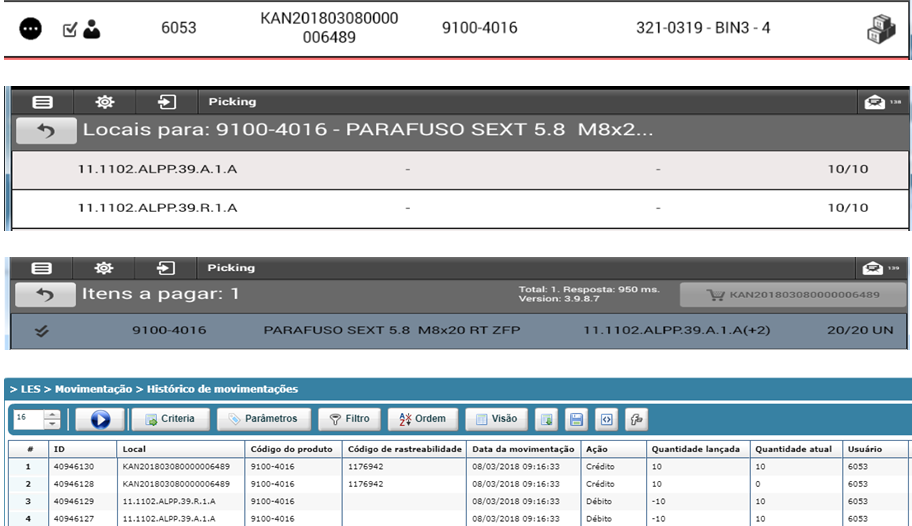 6053 KAN201803080000006489 9100-4016 321-0319 - BIN3 - 4
Picking 139
Locais para: 9100-4016 - PARAFUSO SEXT 5.8 M8x2...
11.1102.ALPP.39.A.1.A - - 10/10
11.1102.ALPP.39.R.1.A - - 10/10
Picking 139
Itens a pagar: 1 Total: 1. Resposta: 950 ms. KAN201803080000006489
Version: 3.9.8.7
9100-4016 PARAFUSO SEXT 5.8 M8x20 RT ZFP 11.1102.ALPP.39.A.1.A(+2) 20/20 UN
> LES > Movimentação > Histórico de movimentações
16 Criteria Parâmetros Filtro Ordem Visão
# ID Local Código do produto Código de rastreabilidade Data da movimentação Ação Quantidade lançada Quantidade atual Usuário
1 40946130 KAN201803080000006489 9100-4016 1176942 08/03/2018 09:16:33 Crédito 10 10 6053
2 40946128 KAN201803080000006489 9100-4016 1176942 08/03/2018 09:16:33 Crédito 10 0 6053
3 40946129 11.1102.ALPP.39.R.1.A 9100-4016 08/03/2018 09:16:33 Débito -10 10 6053
4 40946127 11.1102.ALPP.39.A.1.A 9100-4016 08/03/2018 09:16:33 Débito -10 10 6053